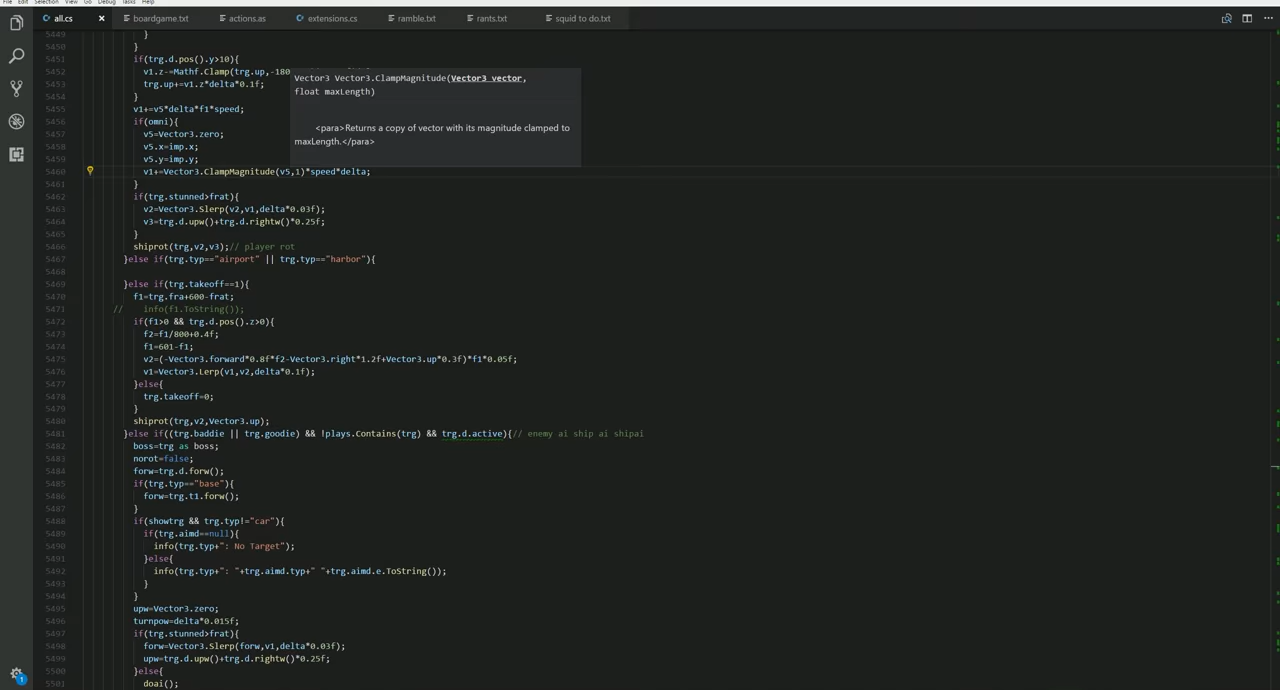 File Edit Selection View Go Debug Tasks Help
all.cs boardgame.txt actions.as extensions.cs ramble.txt rants.txt squid to do.txt
5449 }
5450 }
5451 if(trg.d.pos().y>10){
5452 v1.z-=Mathf.Clamp(trg.up,-180
Vector3 Vector3.ClampMagnitude(Vector3 vector,
float maxLength)
<para>Returns a copy of vector with its magnitude clamped to
maxLength.</para>
5453 trg.up+=v1.z*delta*0.1f;
5454 }
5455 v1+=v5*delta*f1*speed;
5456 if(omni){
5457 v5=Vector3.zero;
5458 v5.x=imp.x;
5459 v5.y=imp.y;
5460 v1+=Vector3.ClampMagnitude(v5,1)*speed*delta;
5461 }
5462 if(trg.stunned>frat){
5463 v2=Vector3.Slerp(v2,v1,delta*0.03f);
5464 v3=trg.d.upw()+trg.d.rightw()*0.25f;
5465 }
5466 shiprot(trg,v2,v3);// player rot
5467 }else if(trg.typ=="airport" || trg.typ=="harbor"){
5468
5469 }else if(trg.takeoff==1){
5470 f1=trg.fra+600-frat;
5471 // info(f1.ToString());
5472 if(f1>0 && trg.d.pos().z>0){
5473 f2=f1/800+0.4f;
5474 f1=601-f1;
5475 v2=(-Vector3.forward*0.8f*f2-Vector3.right*1.2f+Vector3.up*0.3f)*f1*0.05f;
5476 v1=Vector3.Lerp(v1,v2,delta*0.1f);
5477 }else{
5478 trg.takeoff=0;
5479 }
5480 shiprot(trg,v2,Vector3.up);
5481 }else if((trg.baddie || trg.goodie) && !plays.Contains(trg) && trg.d.active){// enemy ai ship ai shipai
5482 boss=trg as boss;
5483 norot=false;
5484 forw=trg.d.forw();
5485 if(trg.typ=="base"){
5486 forw=trg.t1.forw();
5487 }
5488 if(showtrg && trg.typ!="car"){
5489 if(trg.aimd==null){
5490 info(trg.typ+": No Target");
5491 }else{
5492 info(trg.typ+": "+trg.aimd.typ+" "+trg.aimd.e.ToString());
5493 }
5494 }
5495 upw=Vector3.zero;
5496 turnpow=delta*0.015f;
5497 if(trg.stunned>frat){
5498 forw=Vector3.Slerp(forw,v1,delta*0.03f);
5499 upw=trg.d.upw()+trg.d.rightw()*0.25f;
5500 }else{
5501 doai();
1